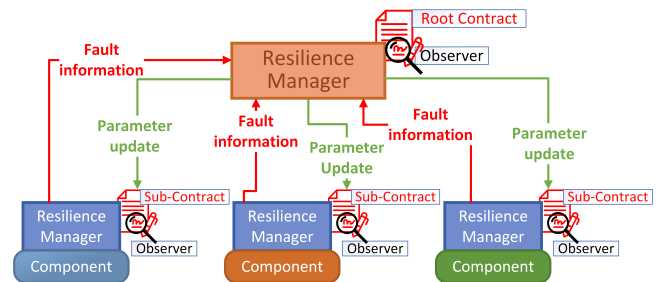 Root Contract
Observer
Resilience
Manager
Fault
information
Parameter
update
Fault
information
Parameter
Update
Fault
information
Parameter
update
Sub-Contract
Resilience
Manager
Observer
Component
Sub-Contract
Resilience
Manager
Observer
Component
Sub-Contract
Resilience
Manager
Observer
Component